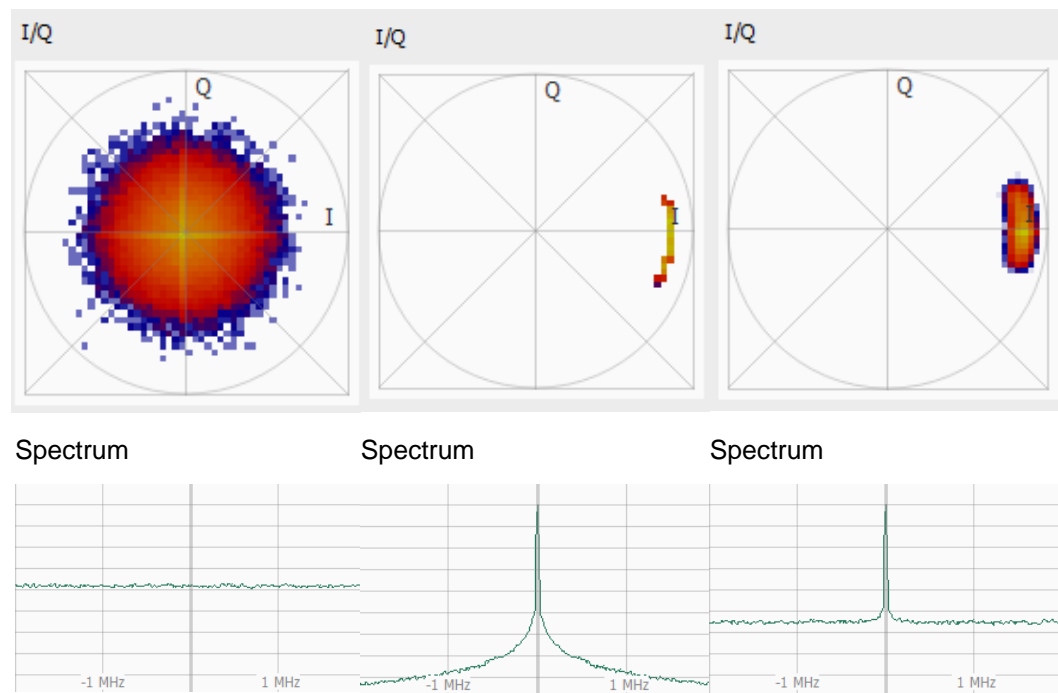 I/Q
I/Q
I/Q
Q
Q
Q
I
I
I
Spectrum
Spectrum
Spectrum
-1 MHz
1 MHz
-1 MHz
1 MHz
-1 MHz
1 MHz